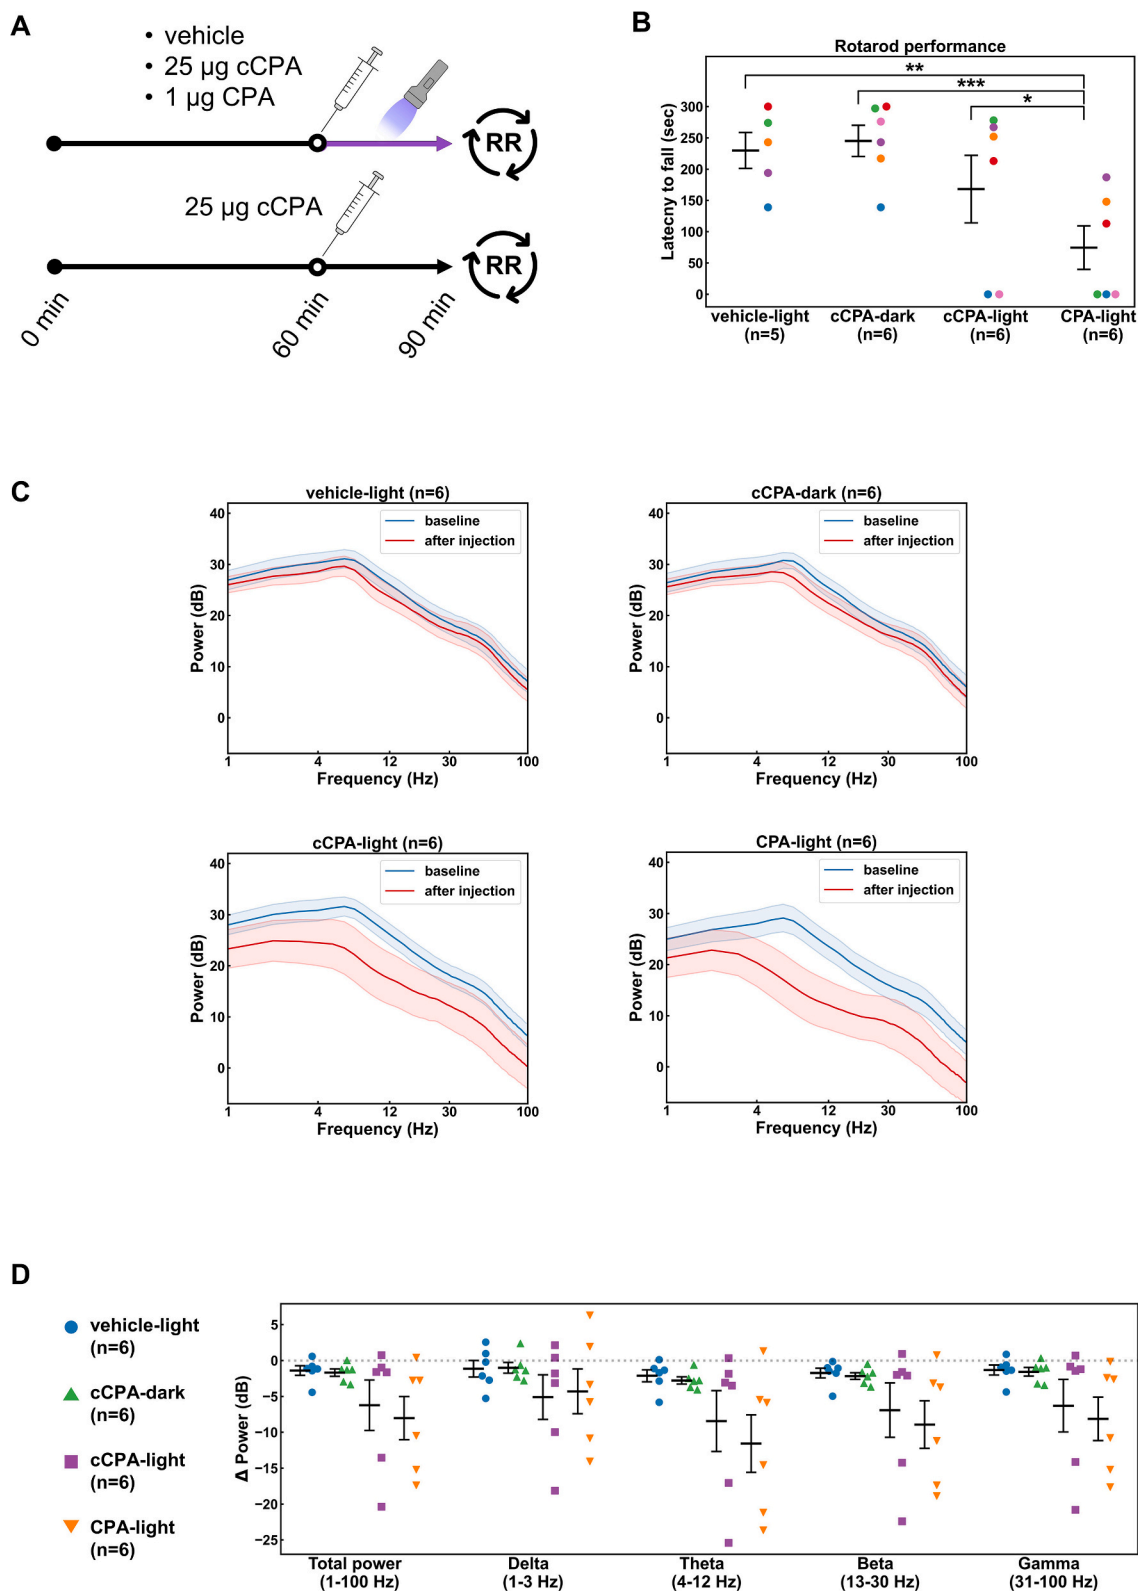 A
• vehicle
• 25 µg cCPA
• 1 µg CPA
RR
25 µg cCPA
RR
0 min
60 min
90 min
B
Rotarod performance
**
***
*
Latecny to fall (sec)
300
250
200
150
100
50
0
vehicle-light
(n=5)
cCPA-dark
(n=6)
cCPA-light
(n=6)
CPA-light
(n=6)
C
vehicle-light (n=6)
baseline
after injection
Power (dB)
40
30
20
10
0
1 4 12 30 100
Frequency (Hz)
cCPA-dark (n=6)
baseline
after injection
Power (dB)
40
30
20
10
0
1 4 12 30 100
Frequency (Hz)
cCPA-light (n=6)
baseline
after injection
Power (dB)
40
30
20
10
0
1 4 12 30 100
Frequency (Hz)
CPA-light (n=6)
baseline
after injection
Power (dB)
40
30
20
10
0
1 4 12 30 100
Frequency (Hz)
D
vehicle-light
(n=6)
cCPA-dark
(n=6)
cCPA-light
(n=6)
CPA-light
(n=6)
Δ Power (dB)
5
0
−5
−10
−15
−20
−25
Total power
(1-100 Hz)
Delta
(1-3 Hz)
Theta
(4-12 Hz)
Beta
(13-30 Hz)
Gamma
(31-100 Hz)